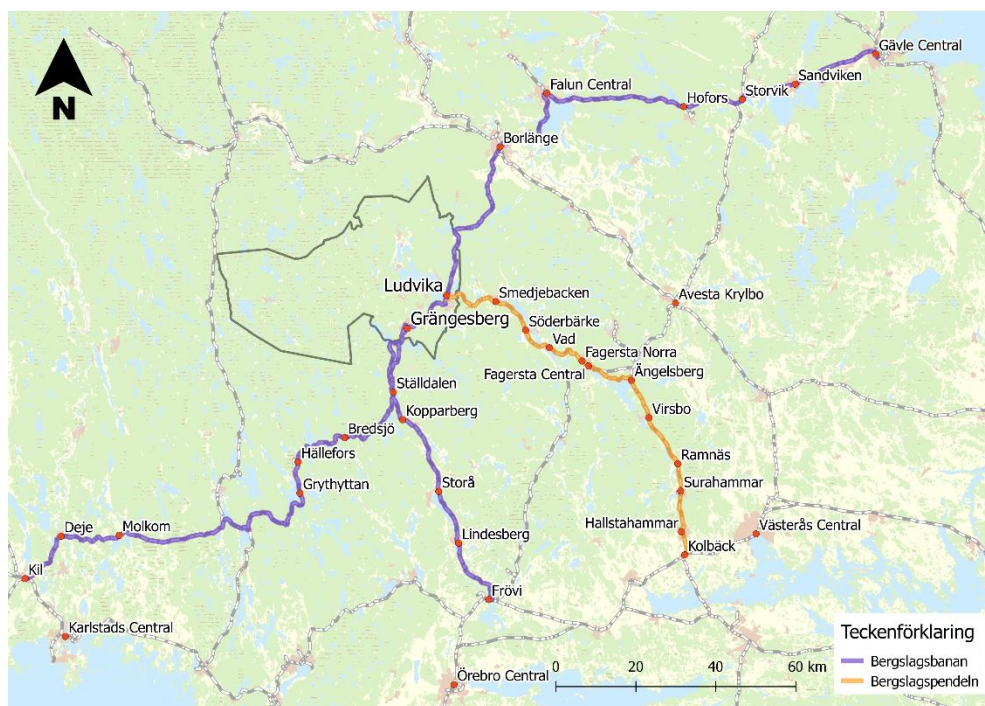 Gävle Central
Sandviken
Falun Central
Storvik
Hofors
Borlänge
N
Ludvika
Smedjebacken
Avesta Krylbo
Grängesberg
Söderbärke
Vad
Fagersta Norra
Fagersta Central
Ängelsberg
Ställdalen
Kopparberg
Virsbo
Bredsjö
Hällefors
Ramnäs
Grythyttan
Storå
Surahammar
Deje
Molkom
Hallstahammar
Västerås Central
Lindesberg
Kolbäck
Kil
Frövi
Karlstads Central
Örebro Central
0 20 40 60 km
Teckenförklaring
Bergslagsbanan
Bergslagspendeln